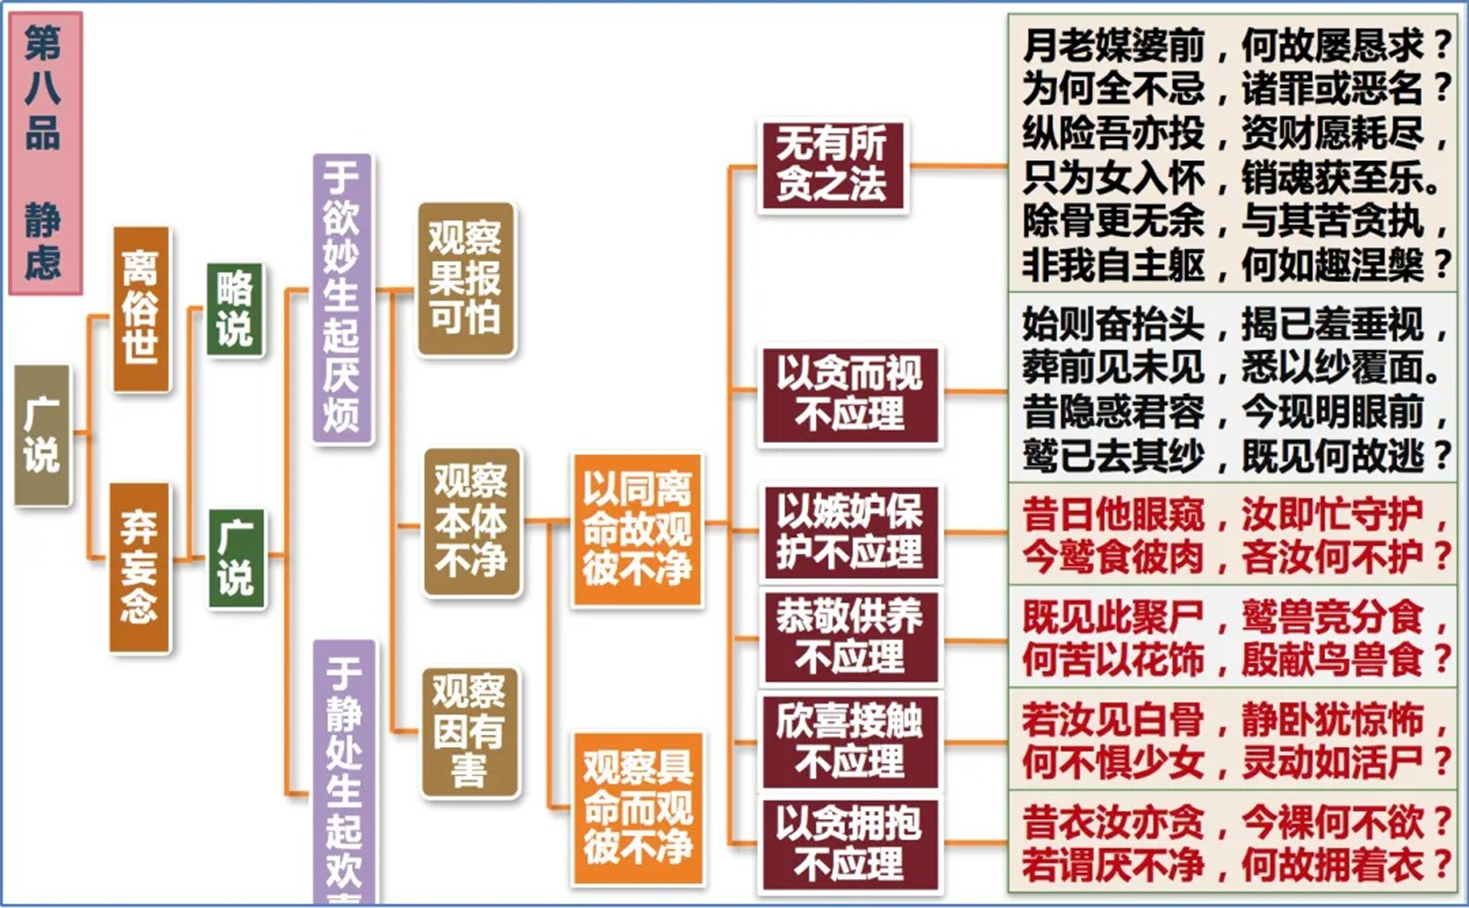 第八品 静虑
广说
离俗世
弃妄念
略说
广说
于欲妙生起厌烦
于静处生起欢
观察
果报
可怕
观察
本体
不净
观察
因有
害
以同离
命故观
彼不净
观察具
命而观
彼不净
无有所
贪之法
以贪而视
不应理
以嫉妒保
护不应理
恭敬供养
不应理
欣喜接触
不应理
以贪拥抱
不应理
月老媒婆前，何故屡恳求？
为何全不忌，诸罪或恶名？
纵险吾亦投，资财愿耗尽，
只为女入怀，销魂获至乐。
除骨更无余，与其苦贪执，
非我自主躯，何如趣涅槃？
始则奋抬头，揭已羞垂视，
葬前见未见，悉以纱覆面。
昔隐惑君容，今现明眼前，
鹫已去其纱，既见何故逃？
昔日他眼窥，汝即忙守护，
今鹫食彼肉，吝汝何不护？
既见此聚尸，鹫兽竞分食，
何苦以花饰，殷献鸟兽食？
若汝见白骨，静卧犹惊怖，
何不惧少女，灵动如活尸？
昔衣汝亦贪，今裸何不欲？
若谓厌不净，何故拥着衣？